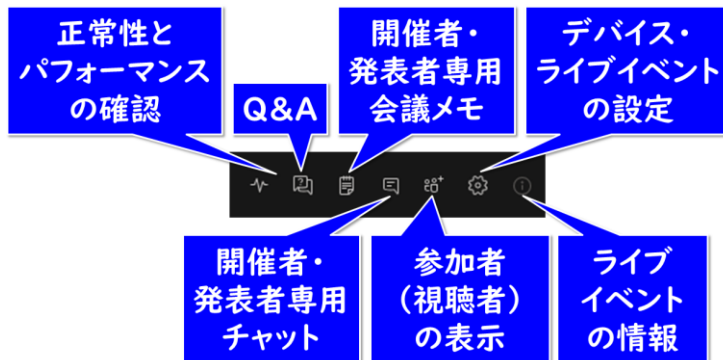 正常性と
パフォーマンス
の確認
Q&A
開催者・
発表者専用
会議メモ
デバイス・
ライブイベント
の設定
開催者・
発表者専用
チャット
参加者
（視聴者）
の表示
ライブ
イベント
の情報